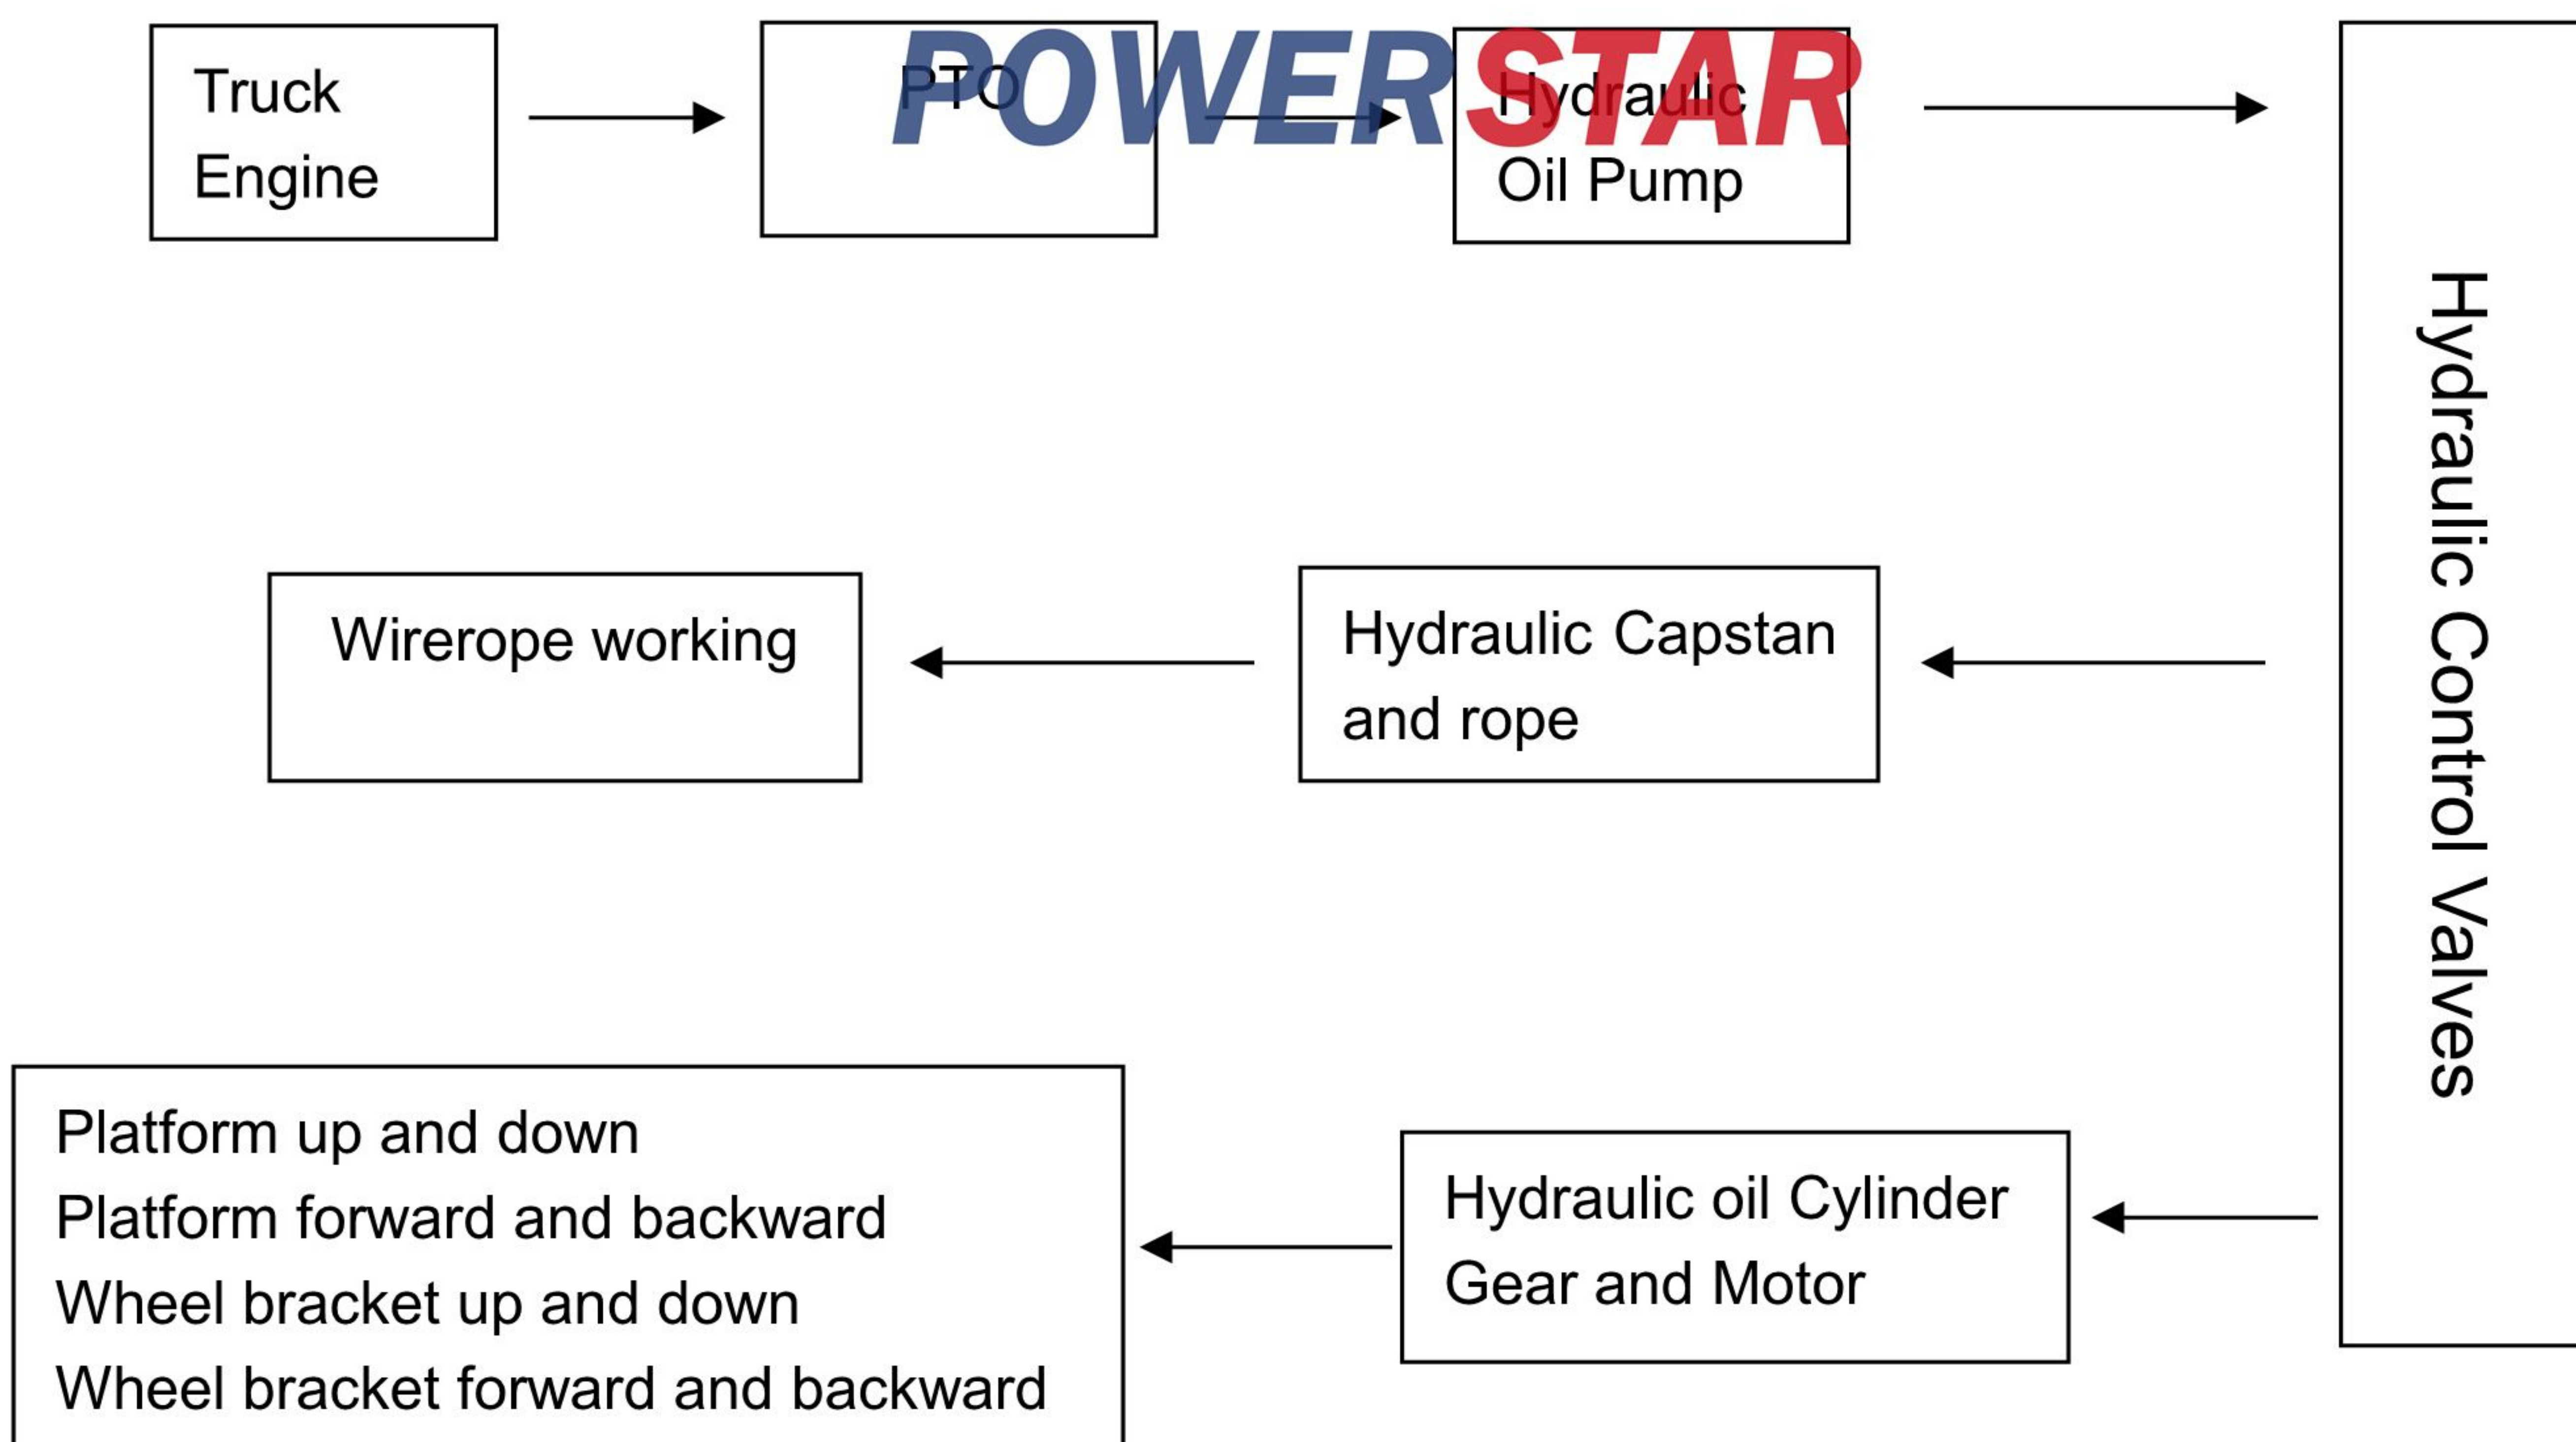 Truck
Engine
PTO
POWERSTAR
Hydraulic
Oil Pump
Hydraulic Control Valves
Wirerope working
Hydraulic Capstan
and rope
Platform up and down
Platform forward and backward
Wheel bracket up and down
Wheel bracket forward and backward
Hydraulic oil Cylinder
Gear and Motor